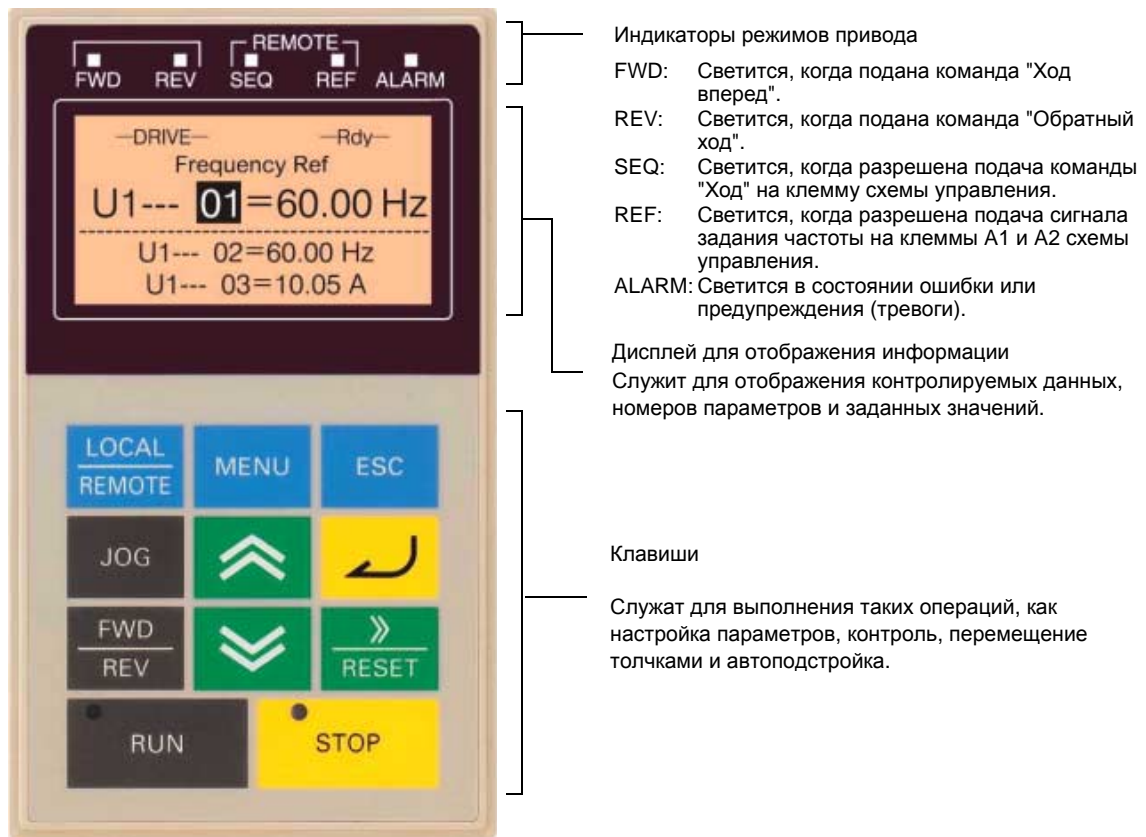 REMOTE
FWD REV SEQ REF ALARM
DRIVE Rdy
Frequency Ref
U1--- 01=60.00 Hz
U1--- 02=60.00 Hz
U1--- 03=10.05 A
LOCAL
REMOTE
MENU
ESC
JOG
FWD
REV
RESET
RUN
STOP
Индикаторы режимов привода
FWD: Светится, когда подана команда "Ход
вперед".
REV: Светится, когда подана команда "Обратный
ход".
SEQ: Светится, когда разрешена подача команды
"Ход" на клемму схемы управления.
REF: Светится, когда разрешена подача сигнала
задания частоты на клеммы A1 и A2 схемы
управления.
ALARM: Светится в состоянии ошибки или
предупреждения (тревоги).
Дисплей для отображения информации
Служит для отображения контролируемых данных,
номеров параметров и заданных значений.
Клавиши
Служат для выполнения таких операций, как
настройка параметров, контроль, перемещение
толчками и автоподстройка.